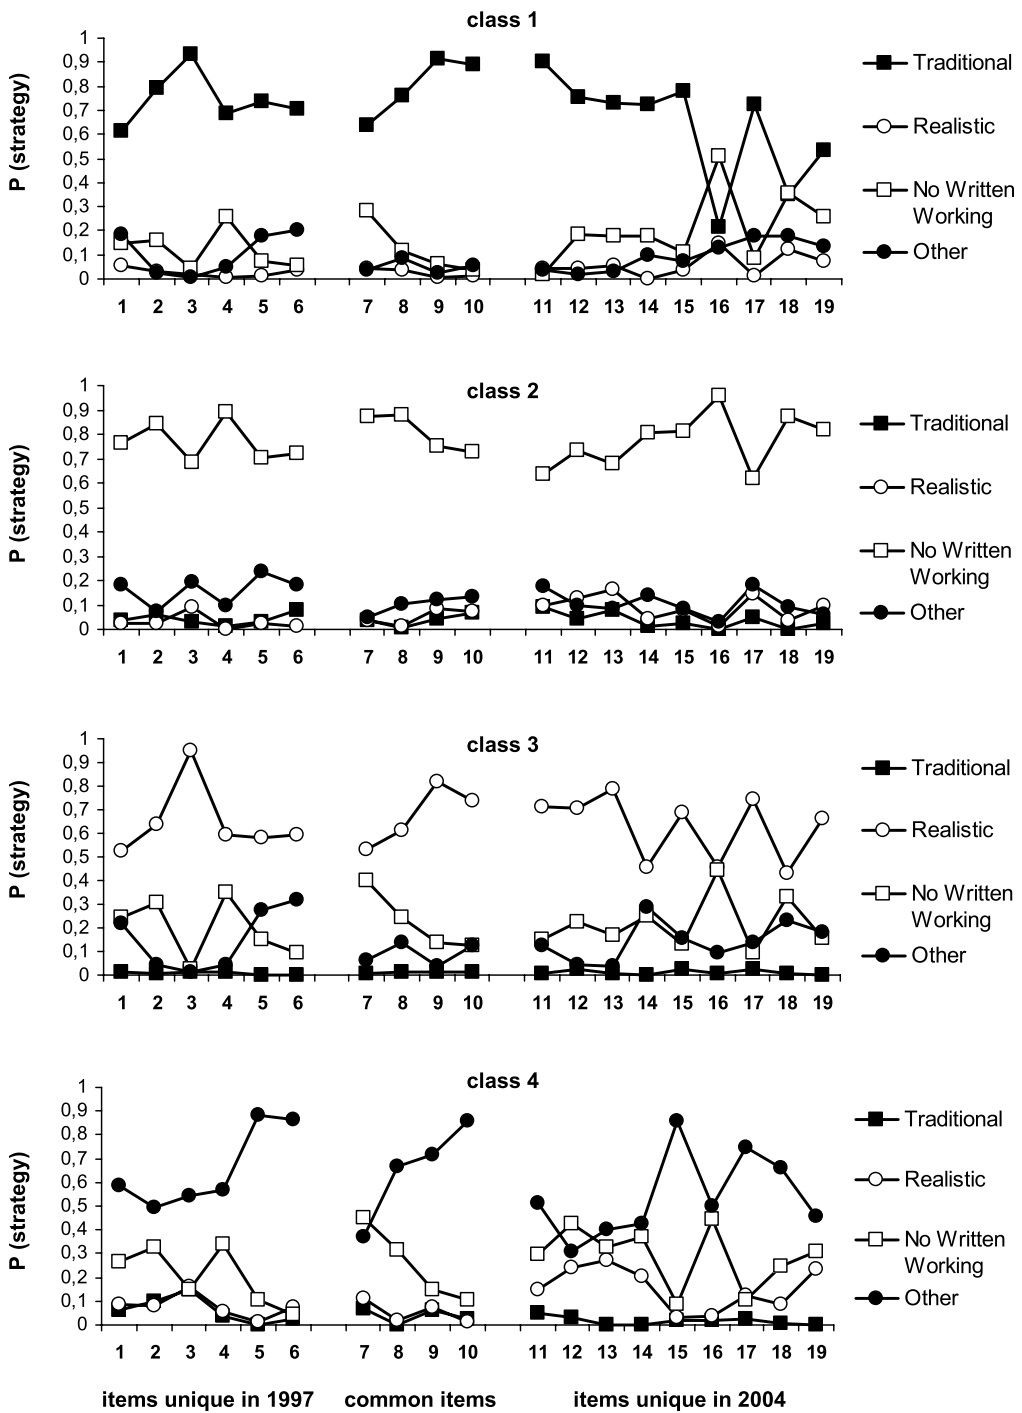 class 1
P (strategy)
1
0,9
0,8
0,7
0,6
0,5
0,4
0,3
0,2
0,1
0
1 2 3 4 5 6 7 8 9 10 11 12 13 14 15 16 17 18 19
Traditional
Realistic
No Written
Working
Other
class 2
P (strategy)
1
0,9
0,8
0,7
0,6
0,5
0,4
0,3
0,2
0,1
0
1 2 3 4 5 6 7 8 9 10 11 12 13 14 15 16 17 18 19
Traditional
Realistic
No Written
Working
Other
class 3
P (strategy)
1
0,9
0,8
0,7
0,6
0,5
0,4
0,3
0,2
0,1
0
1 2 3 4 5 6 7 8 9 10 11 12 13 14 15 16 17 18 19
Traditional
Realistic
No Written
Working
Other
class 4
P (strategy)
1
0,9
0,8
0,7
0,6
0,5
0,4
0,3
0,2
0,1
0
1 2 3 4 5 6 7 8 9 10 11 12 13 14 15 16 17 18 19
Traditional
Realistic
No Written
Working
Other
items unique in 1997 common items items unique in 2004